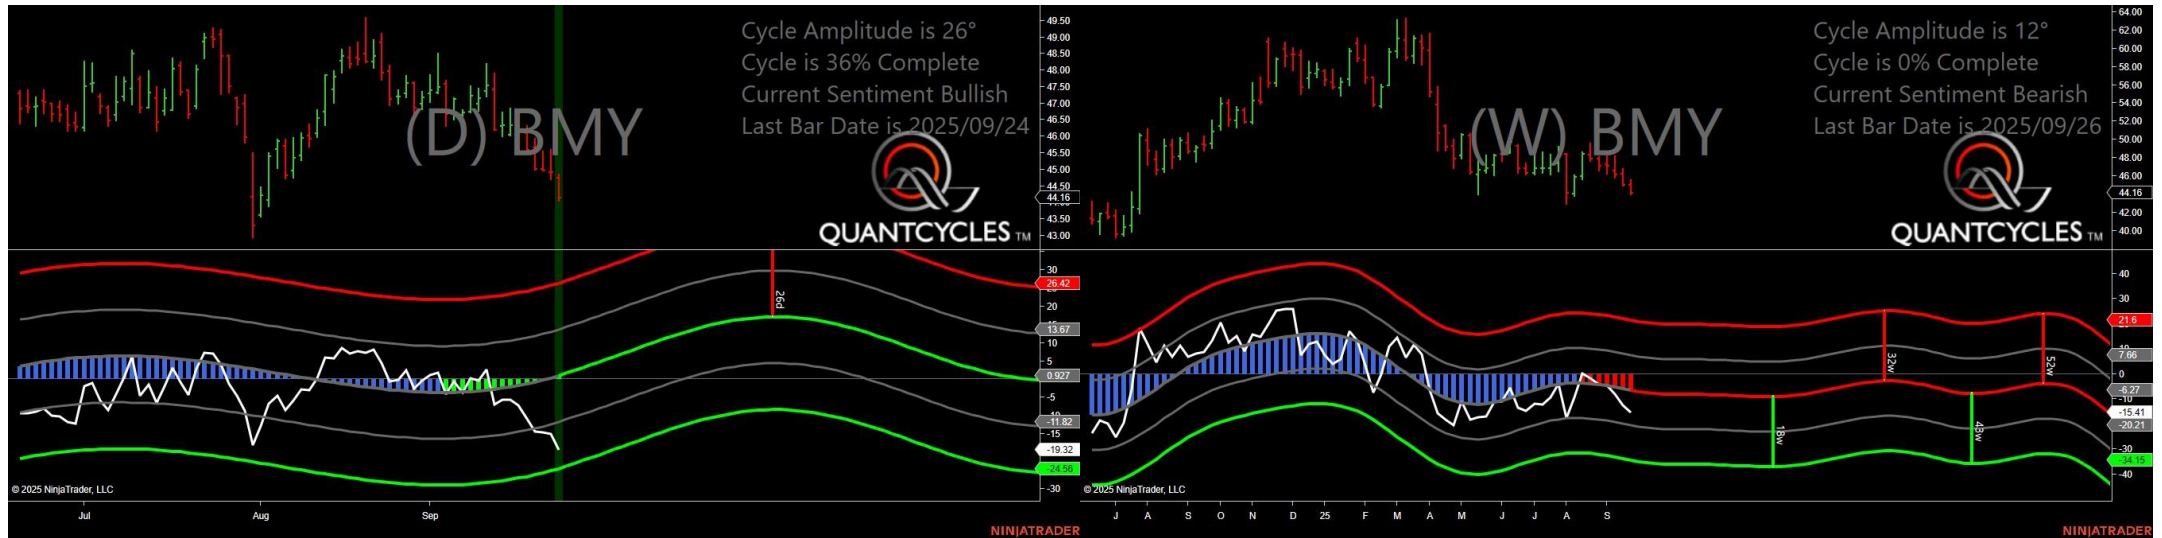 Cycle Amplitude is 26°
Cycle is 36% Complete
Current Sentiment Bullish
Last Bar Date is 2025/09/24
(D) BMY
QUANTCYCLES TM
49.50
49.00
48.50
48.00
47.50
47.00
46.50
46.00
45.50
45.00
44.50
44.16
43.50
43.00
26d
30
26.42
20
13.67
10
5
0.927
-5
-11.82
-15
-19.32
-24.56
-30
© 2025 NinjaTrader, LLC
Jul
Aug
Sep
NINJATRADER
Cycle Amplitude is 12°
Cycle is 0% Complete
Current Sentiment Bearish
Last Bar Date is 2025/09/26
(W) BMY
QUANTCYCLES TM
64.00
62.00
60.00
58.00
56.00
54.00
52.00
50.00
48.00
46.00
44.16
42.00
40.00
18w
32w
43w
52w
40
30
21.6
10
7.66
0
-6.27
-10
-15.41
-20.21
-30
-34.15
-40
© 2025 NinjaTrader, LLC
J A S O N D 25 F M A M J J A S
NINJATRADER